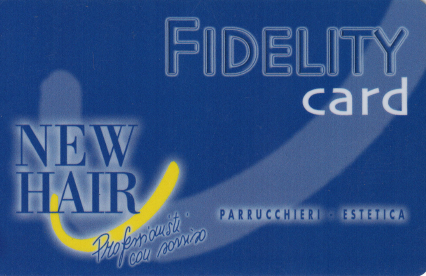 FIDELITY
card
NEW
HAIR
Professionisti
con sorriso
PARRUCCHIERI · ESTETICA